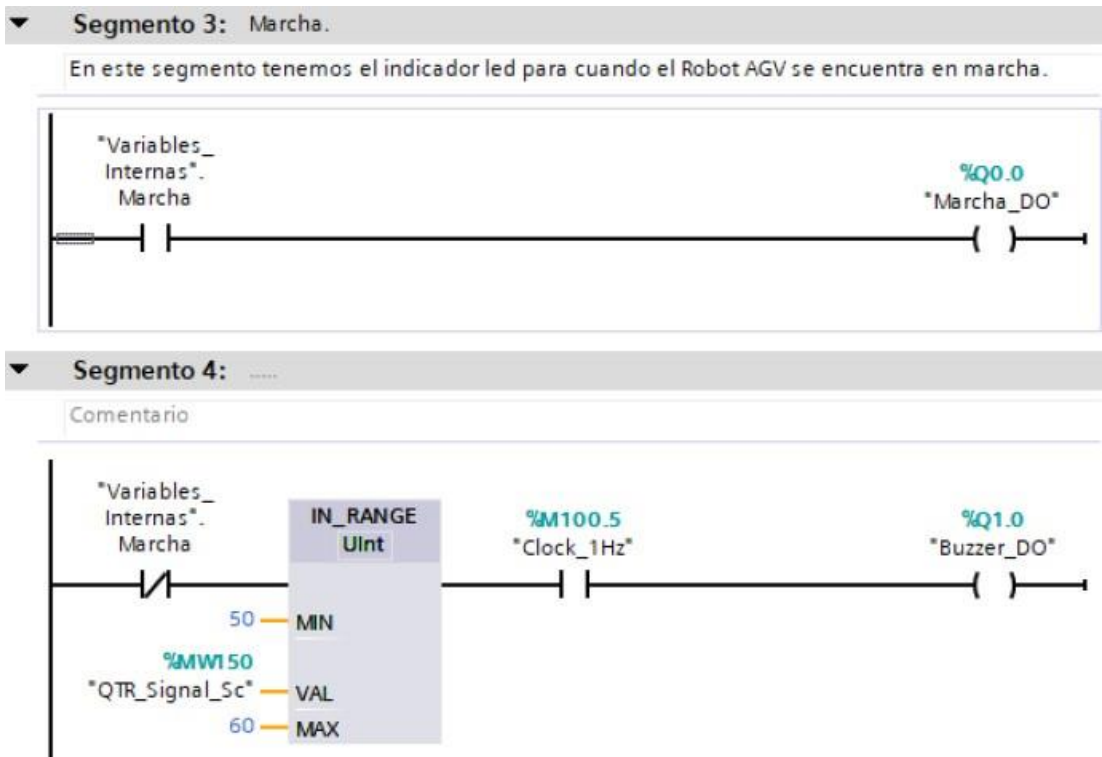 Segmento 3: Marcha.
En este segmento tenemos el indicador led para cuando el Robot AGV se encuentra en marcha.
"Variables_
Internas".
Marcha
%Q0.0
"Marcha_DO"
Segmento 4: .....
Comentario
"Variables_
Internas".
Marcha
IN_RANGE
UInt
%M100.5
"Clock_1Hz"
%Q1.0
"Buzzer_DO"
50
MIN
%MW150
"QTR_Signal_Sc"
VAL
60
MAX